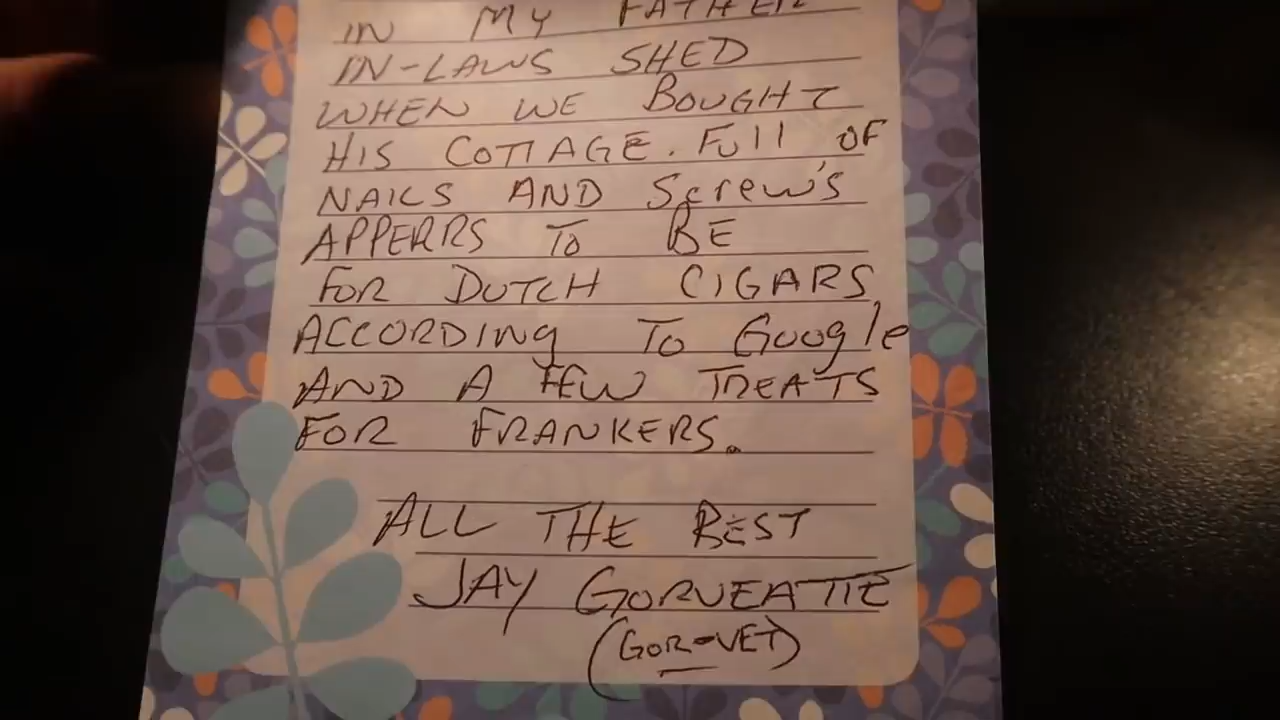 IN MY FATHER
IN-LAWS SHED
WHEN WE BOUGHT
HIS COTTAGE. FUll OF
NAILS AND Screw's
APPERRS TO BE
FOR DUTCH CIGARS
ACCORDING TO Google
AND A FEW TREATS
FOR FRANKERS.
ALL THE BEST
JAY GORVEATTE
(GOR-VET)